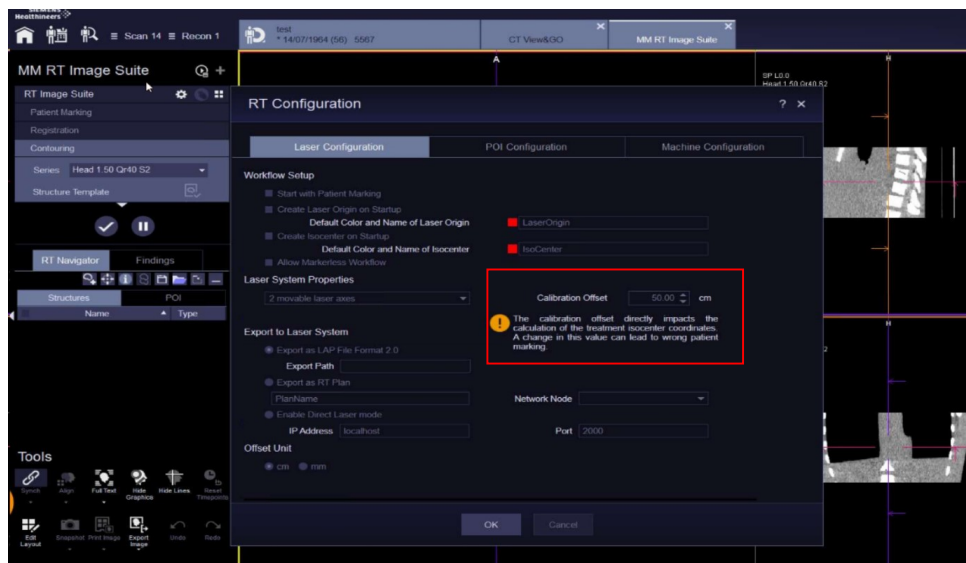 SIEMENS
Healthineers
Scan 14 Recon 1
test
* 14/07/1964 (56) 5567
CT View&GO
MM RT Image Suite
MM RT Image Suite
RT Image Suite
Patient Marking
Registration
Contouring
Series Head 1.50 Qr40 S2
Structure Template
RT Navigator Findings
Structures POI
Name Type
Tools
Synch Align Full Text Hide Graphics Hide Lines Reset Timepoints
Edit Layout Snapshot Print Image Export Image Undo Redo
A
SP L0.0
Head 1.50 Qr40 S2
H
H
2
RT Configuration
? ×
Laser Configuration POI Configuration Machine Configuration
Workflow Setup
Start with Patient Marking
Create Laser Origin on Startup
Default Color and Name of Laser Origin LaserOrigin
Create Isocenter on Startup
Default Color and Name of Isocenter IsoCenter
Allow Markerless Workflow
Laser System Properties
2 movable laser axes
Calibration Offset 50.00 cm
The calibration offset directly impacts the
calculation of the treatment isocenter coordinates.
A change in this value can lead to wrong patient
marking.
Export to Laser System
Export as LAP File Format 2.0
Export Path
Export as RT Plan
PlanName Network Node
Enable Direct Laser mode
IP Address localhost Port 2000
Offset Unit
cm mm
OK Cancel